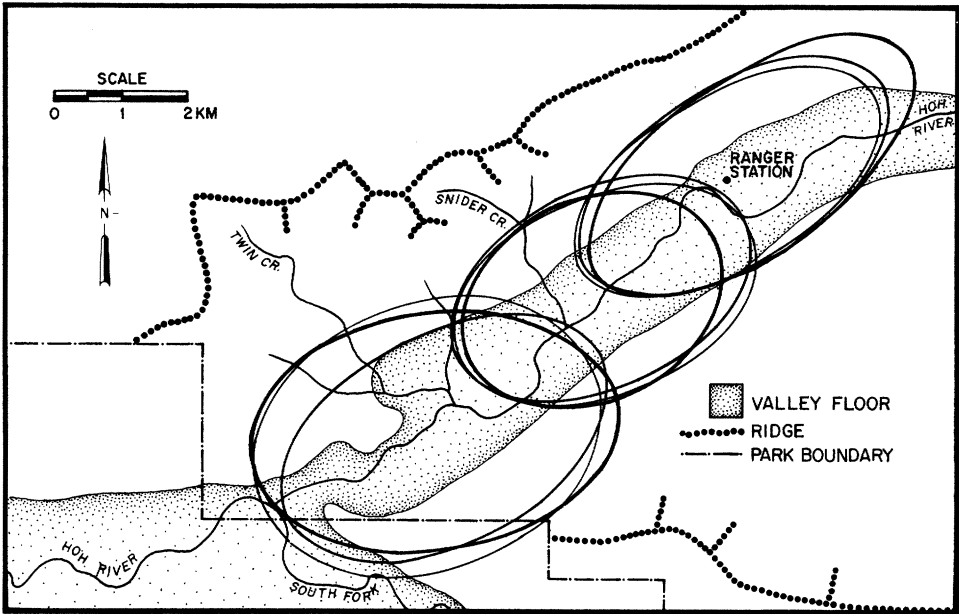 SCALE
0 1 2 KM
N
HOH
RIVER
RANGER
STATION
SNIDER CR.
TWIN CR.
VALLEY FLOOR
RIDGE
PARK BOUNDARY
HOH RIVER
SOUTH FORK